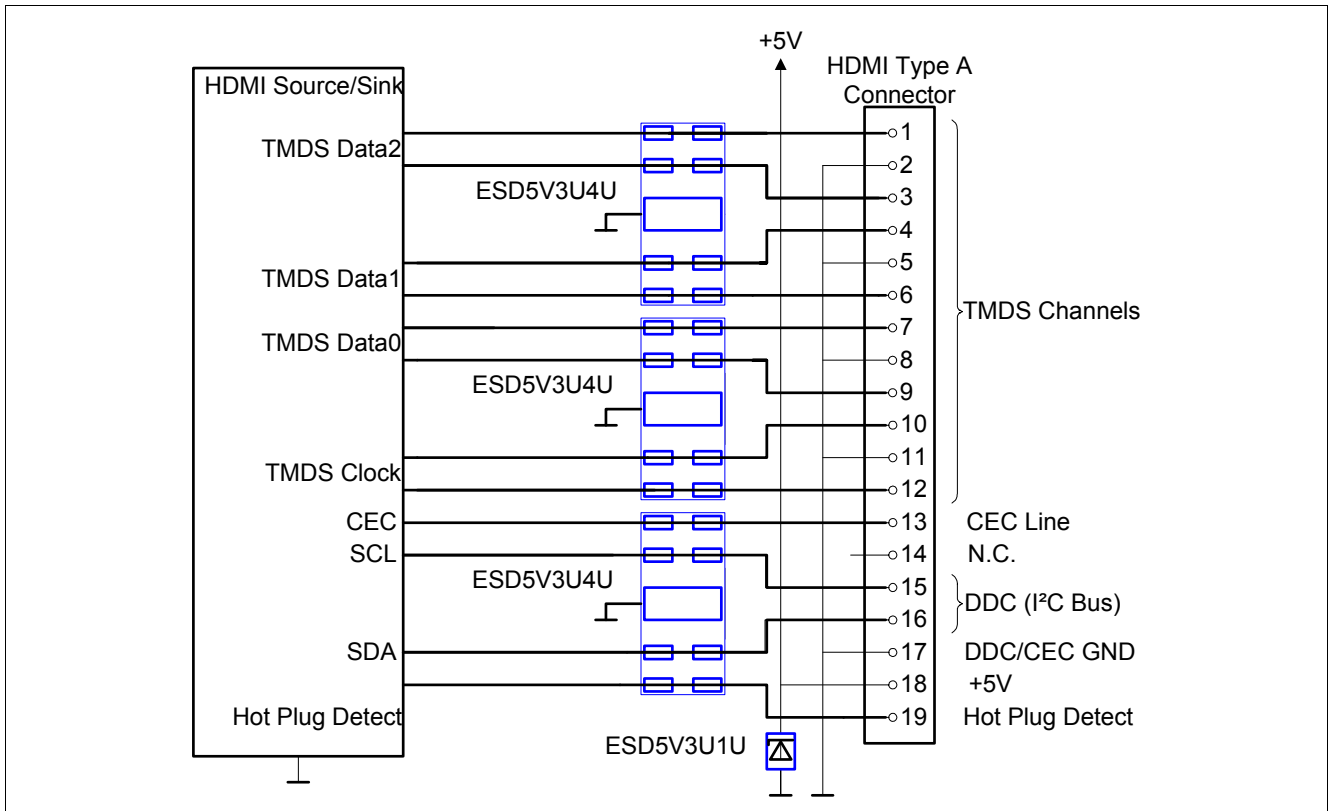 +5V
HDMI Type A
Connector
HDMI Source/Sink
TMDS Data2
ESD5V3U4U
TMDS Data1
TMDS Data0
ESD5V3U4U
TMDS Clock
CEC
SCL
ESD5V3U4U
SDA
Hot Plug Detect
ESD5V3U1U
1
2
3
4
5
6
7
8
9
10
11
12
13
14
15
16
17
18
19
TMDS Channels
CEC Line
N.C.
DDC (I²C Bus)
DDC/CEC GND
+5V
Hot Plug Detect